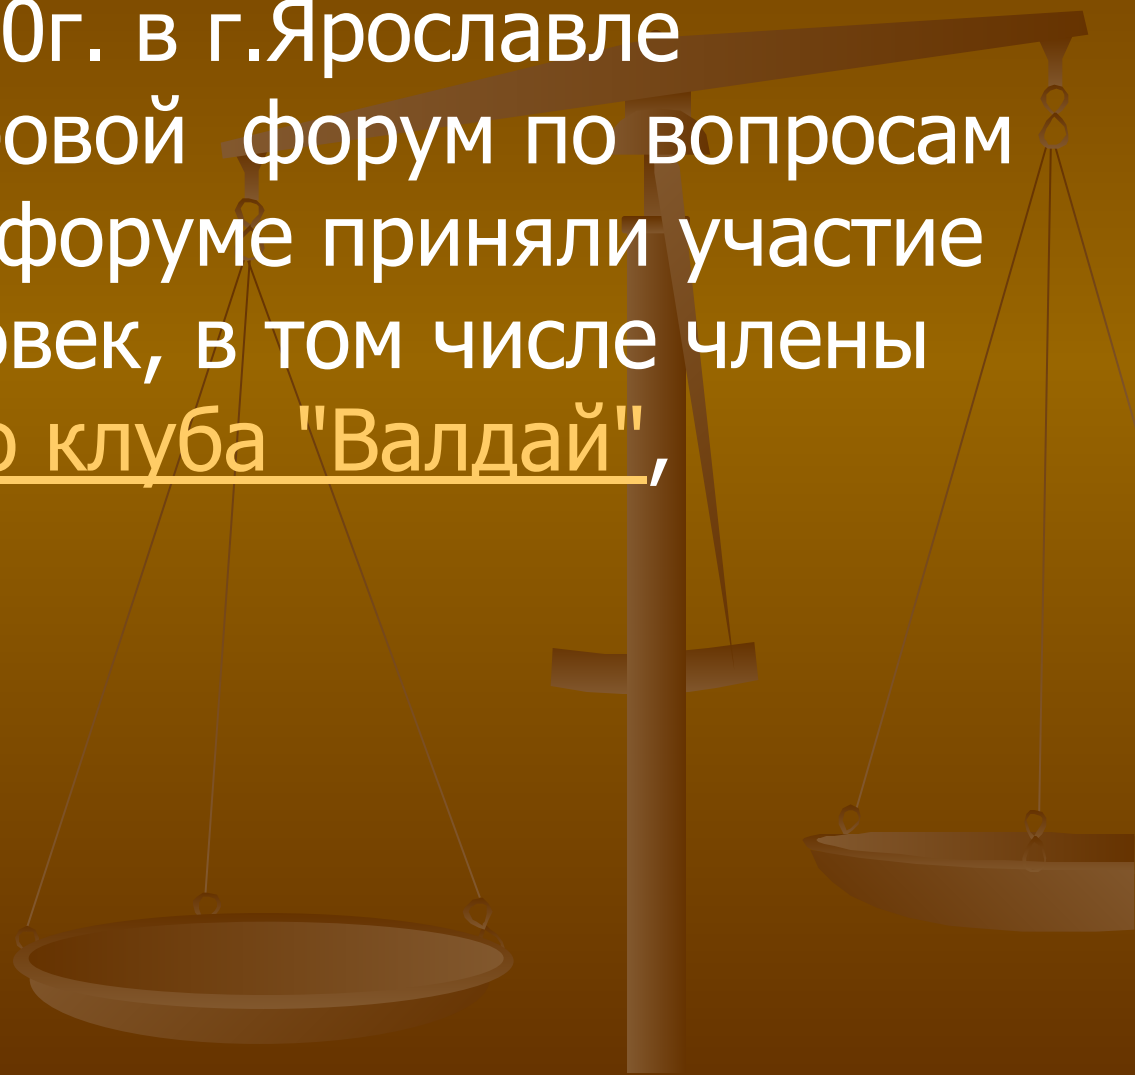 0г. в г.Ярославле
овой форум по вопросам
форуме приняли участие
овек, в том числе члены
о клуба "Валдай",